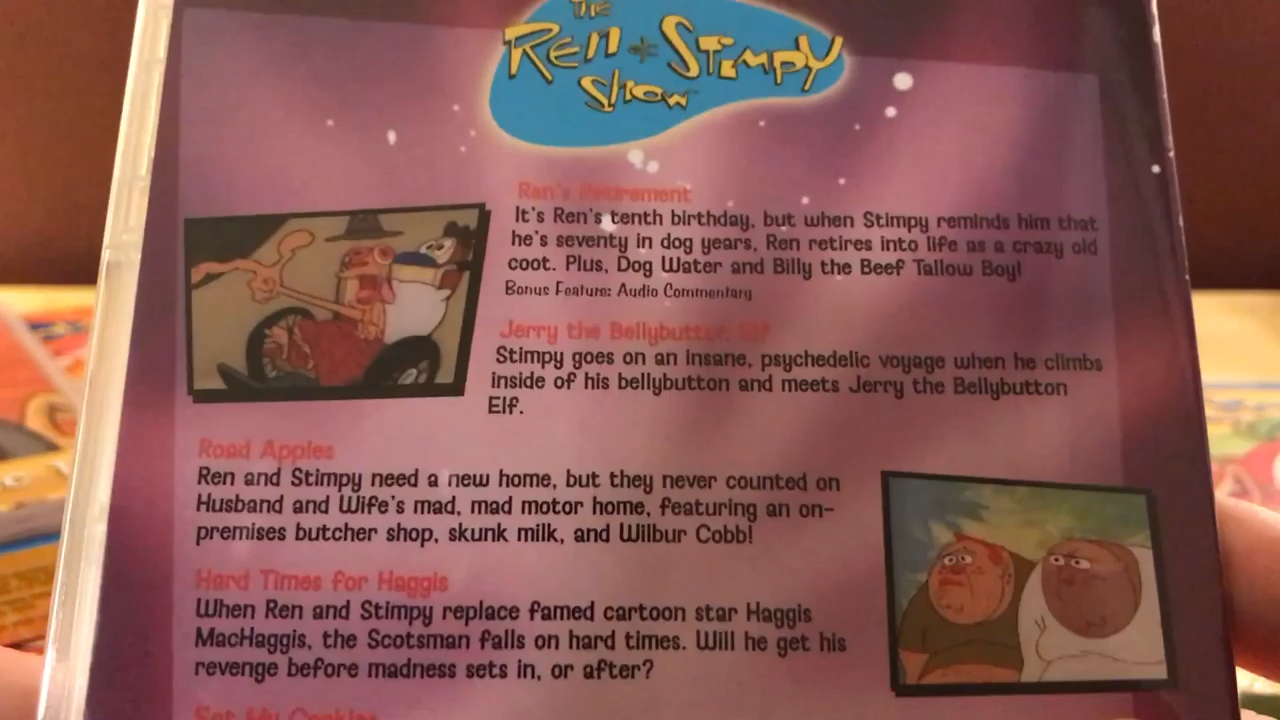 THE
REN + STIMPY
SHOW
Ren's Retirement
It's Ren's tenth birthday, but when Stimpy reminds him that
he's seventy in dog years, Ren retires into life as a crazy old
coot. Plus, Dog Water and Billy the Beef Tallow Boy!
Bonus Feature: Audio Commentary
Jerry the Bellybutton Elf
Stimpy goes on an insane, psychedelic voyage when he climbs
inside of his bellybutton and meets Jerry the Bellybutton
Elf.
Road Apples
Ren and Stimpy need a new home, but they never counted on
Husband and Wife's mad, mad motor home, featuring an on-
premises butcher shop, skunk milk, and Wilbur Cobb!
Hard Times for Haggis
When Ren and Stimpy replace famed cartoon star Haggis
MacHaggis, the Scotsman falls on hard times. Will he get his
revenge before madness sets in, or after?
My Cookies